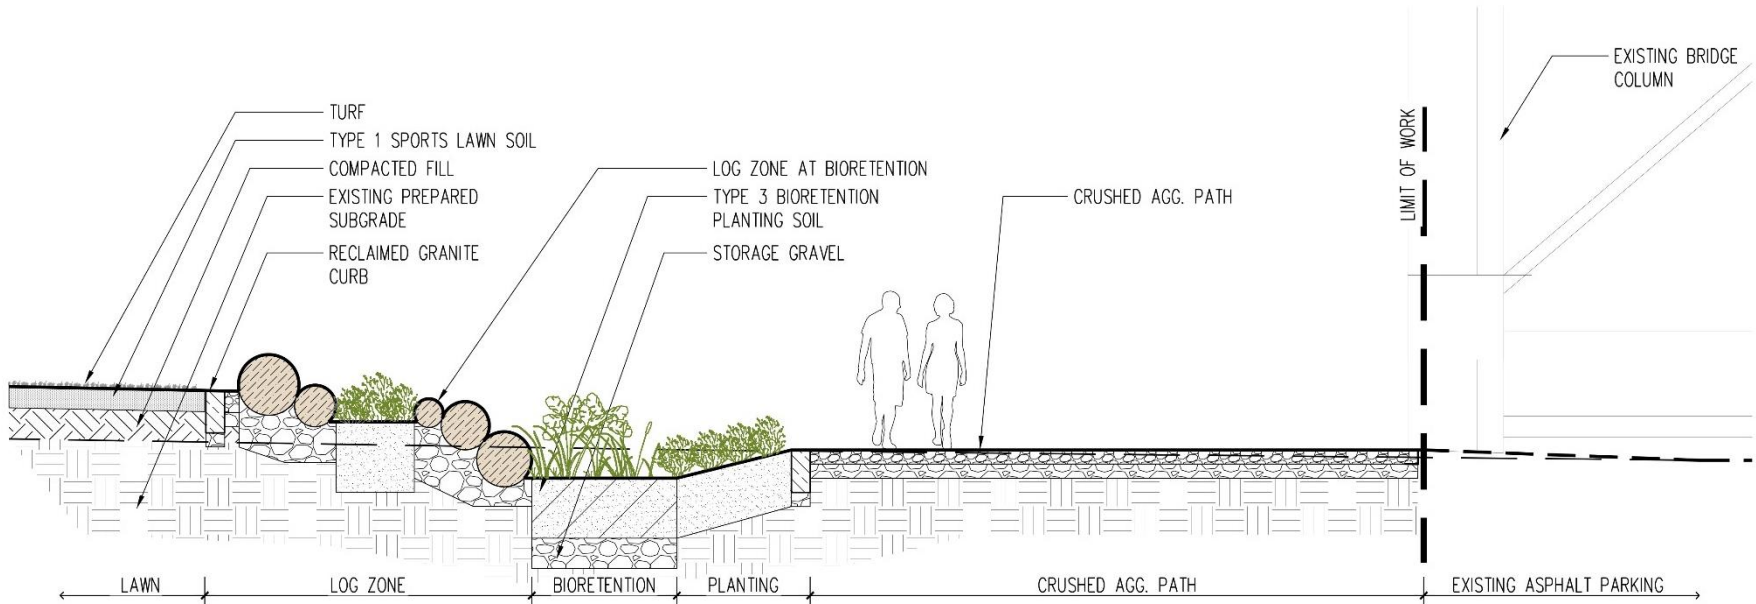 EXISTING BRIDGE
COLUMN
TURF
TYPE 1 SPORTS LAWN SOIL
COMPACTED FILL
EXISTING PREPARED
SUBGRADE
RECLAIMED GRANITE
CURB
LOG ZONE AT BIORETENTION
TYPE 3 BIORETENTION
PLANTING SOIL
STORAGE GRAVEL
CRUSHED AGG. PATH
LIMIT OF WORK
LAWN
LOG ZONE
BIORETENTION
PLANTING
CRUSHED AGG. PATH
EXISTING ASPHALT PARKING